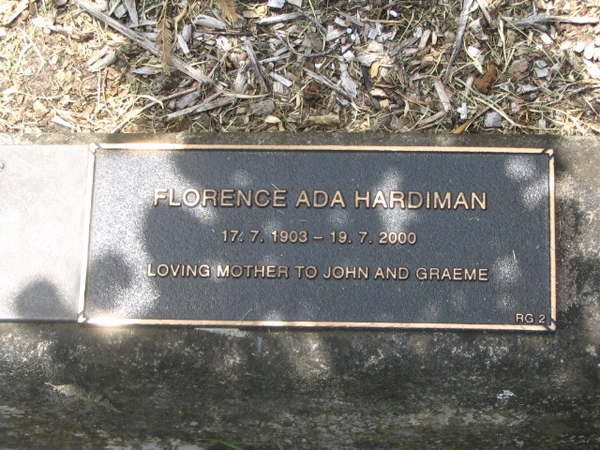 FLORENCE ADA HARDIMAN
17. 7. 1903 – 19. 7. 2000
LOVING MOTHER TO JOHN AND GRAEME
RG 2